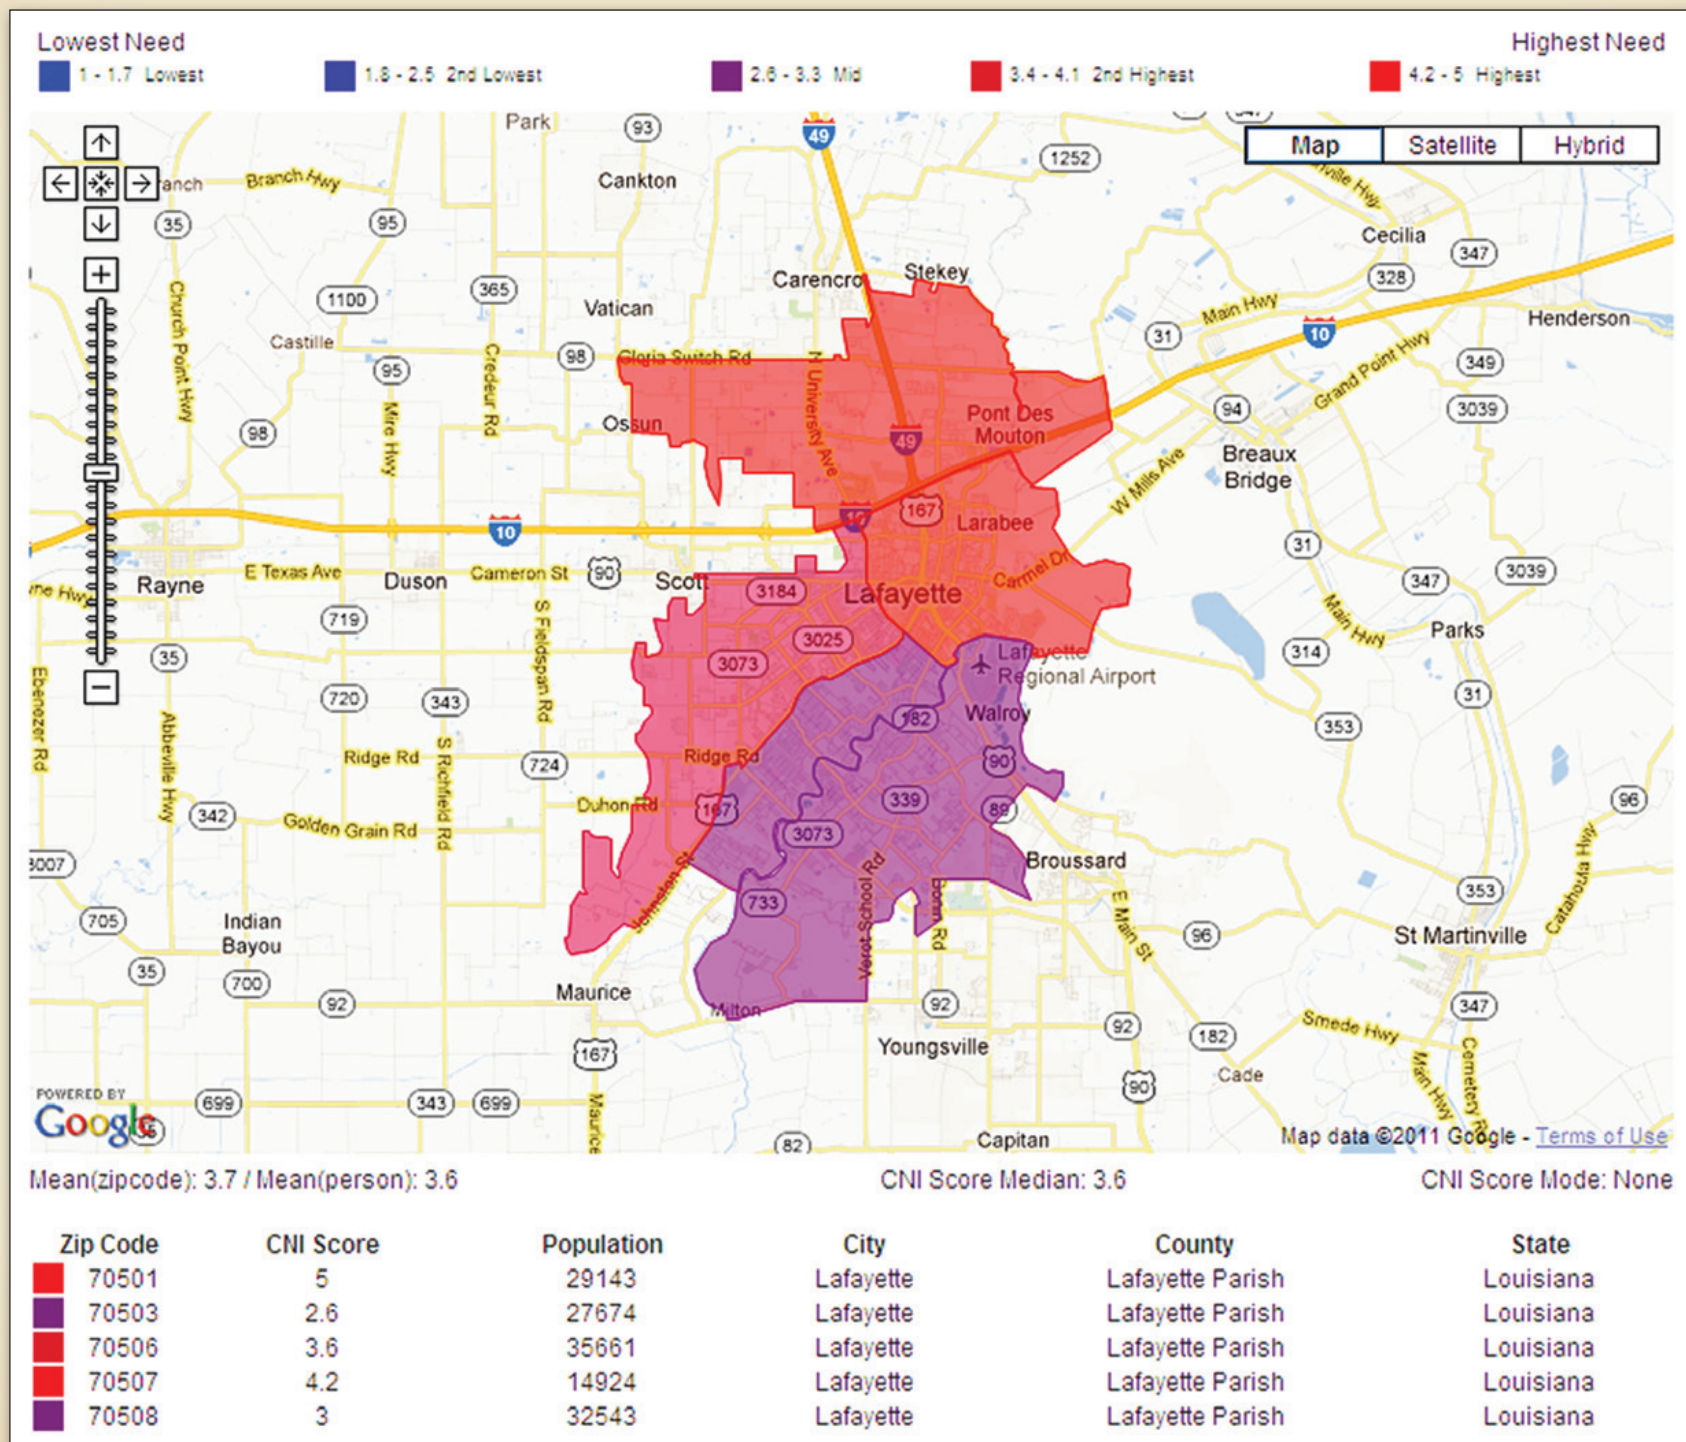 Lowest Need Highest Need
1 - 1.7 Lowest 1.8 - 2.5 2nd Lowest 2.6 - 3.3 Mid 3.4 - 4.1 2nd Highest 4.2 - 5 Highest
Park 93 49 1252
Map Satellite Hybrid
Branch Hwy
Cankton
35 95
Cecilia
347
328
Carencro Stekey
365
1100
Church Point Hwy
Vatican
Main Hwy
10
Henderson
31
Castille
98
Gloria Switch Rd
N University Ave
Credeur Rd
95
Mire Hwy
349
Grand Point Hwy
3039
94
Ossun
98
Pont Des
Mouton
49
Breaux
Bridge
W Mills Ave
167
Larabee
10
31
Rayne
E Texas Ave
Duson
Cameron St
90
Scott
3184
Lafayette
Carmel Dr
347
3039
719
S Fieldspan Rd
3025
3073
Main Hwy
Parks
314
35
Lafayette
Regional Airport
Ebenezer Rd
720
343
182
Walroy
31
353
Abbeville Hwy
Ridge Rd
S Richfield Rd
724
Ridge Rd
90
Duhon Rd
167
339
89
96
342
Golden Grain Rd
3073
Broussard
Catahoula Hwy
Johnston St
733
Verot School Rd
353
705
Indian
Bayou
E Main St
96
St Martinville
35
700
92
Maurice
Milton
92
92
347
182
Smede Hwy
Youngsville
167
90
Cade
Main Hwy
POWERED BY
Google
699
343
699
82
Capitan
Map data ©2011 Google - Terms of Use
Mean(zipcode): 3.7 / Mean(person): 3.6 CNI Score Median: 3.6 CNI Score Mode: None
Zip Code CNI Score Population City County State
70501 5 29143 Lafayette Lafayette Parish Louisiana
70503 2.6 27674 Lafayette Lafayette Parish Louisiana
70506 3.6 35661 Lafayette Lafayette Parish Louisiana
70507 4.2 14924 Lafayette Lafayette Parish Louisiana
70508 3 32543 Lafayette Lafayette Parish Louisiana